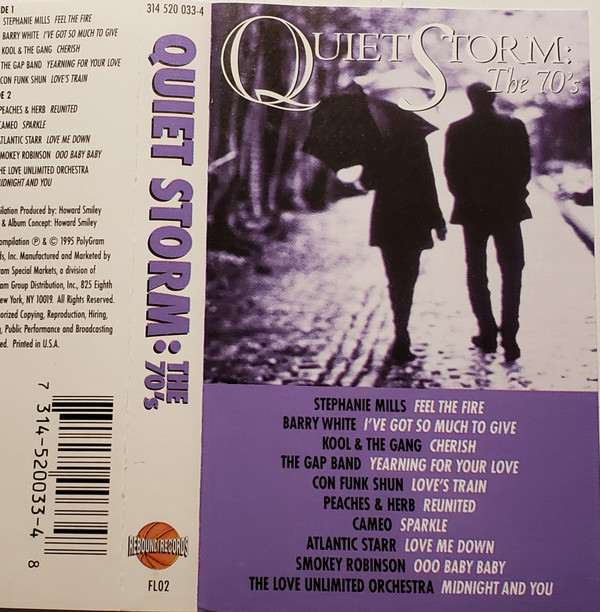 DE 1
STEPHANIE MILLS FEEL THE FIRE
BARRY WHITE I'VE GOT SO MUCH TO GIVE
KOOL & THE GANG CHERISH
THE GAP BAND YEARNING FOR YOUR LOVE
CON FUNK SHUN LOVE'S TRAIN
DE 2
PEACHES & HERB REUNITED
CAMEO SPARKLE
ATLANTIC STARR LOVE ME DOWN
SMOKEY ROBINSON OOO BABY BABY
HE LOVE UNLIMITED ORCHESTRA
MIDNIGHT AND YOU
ilation Produced by: Howard Smiley
& Album Concept: Howard Smiley
ompilation ℗ & © 1995 PolyGram
ds, Inc. Manufactured and Marketed by
ram Special Markets, a division of
am Group Distribution, Inc., 825 Eighth
ew York, NY 10019. All Rights Reserved.
orized Copying, Reproduction, Hiring,
g, Public Performance and Broadcasting
ed. Printed in U.S.A.
7 314-520033-4 8
314 520 033-4
QUIET STORM: THE 70's
REBOUND RECORDS
FL02
QUIET STORM:
The 70's
STEPHANIE MILLS FEEL THE FIRE
BARRY WHITE I'VE GOT SO MUCH TO GIVE
KOOL & THE GANG CHERISH
THE GAP BAND YEARNING FOR YOUR LOVE
CON FUNK SHUN LOVE'S TRAIN
PEACHES & HERB REUNITED
CAMEO SPARKLE
ATLANTIC STARR LOVE ME DOWN
SMOKEY ROBINSON OOO BABY BABY
THE LOVE UNLIMITED ORCHESTRA MIDNIGHT AND YOU